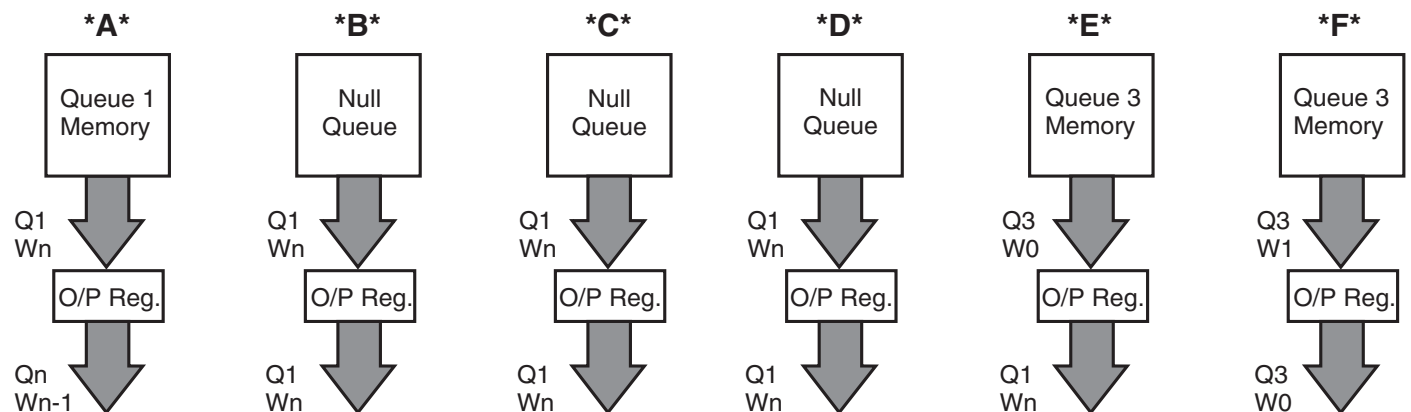 *A*
*B*
*C*
*D*
*E*
*F*
Queue 1
Memory
Null
Queue
Null
Queue
Null
Queue
Queue 3
Memory
Queue 3
Memory
Q1
Wn
Q1
Wn
Q1
Wn
Q1
Wn
Q3
W0
Q3
W1
O/P Reg.
O/P Reg.
O/P Reg.
O/P Reg.
O/P Reg.
O/P Reg.
Qn
Wn-1
Q1
Wn
Q1
Wn
Q1
Wn
Q1
Wn
Q3
W0